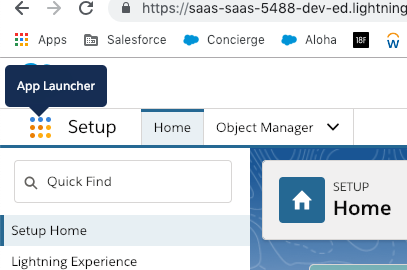 https://saas-saas-5488-dev-ed.lightning
Apps Salesforce Concierge Aloha 18F W
App Launcher
Setup Home Object Manager
Quick Find
SETUP
Home
Setup Home
Lightning Experience